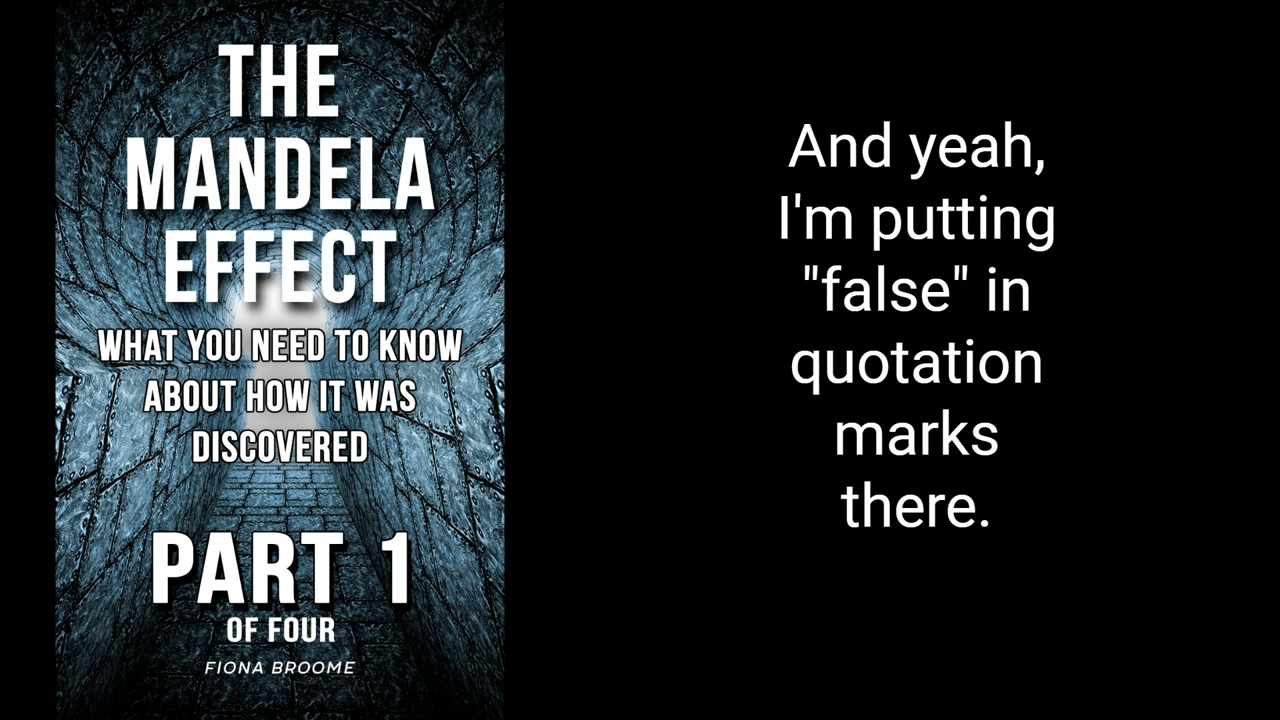 THE
MANDELA
EFFECT
WHAT YOU NEED TO KNOW
ABOUT HOW IT WAS
DISCOVERED
PART 1
OF FOUR
FIONA BROOME
And yeah,
I'm putting
"false" in
quotation
marks
there.